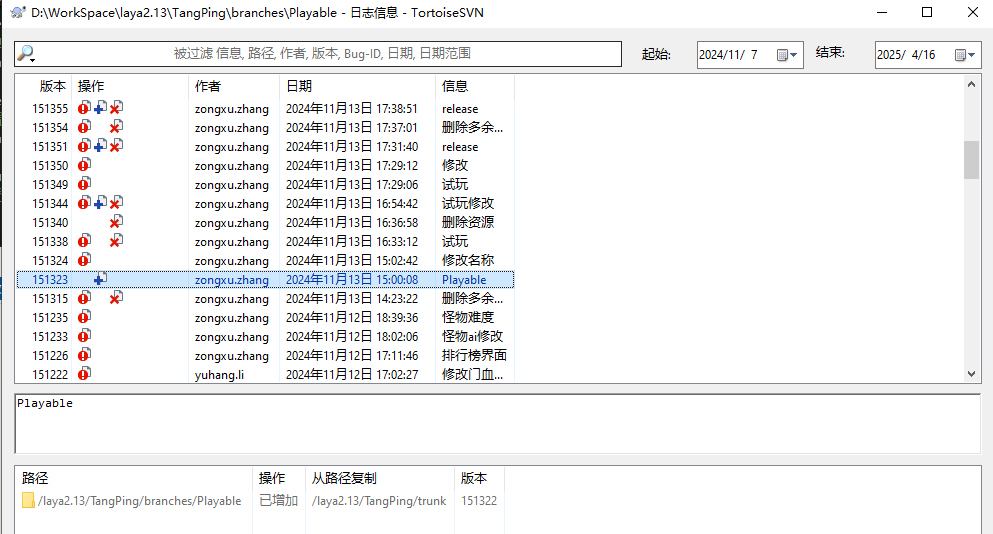 D:\WorkSpace\laya2.13\TangPing\branches\Playable - 日志信息 - TortoiseSVN
被过滤 信息, 路径, 作者, 版本, Bug-ID, 日期, 日期范围 起始: 2024/11/ 7 结束: 2025/ 4/16
版本 操作 作者 日期 信息
151355 zongxu.zhang 2024年11月13日 17:38:51 release
151354 zongxu.zhang 2024年11月13日 17:37:01 删除多余...
151351 zongxu.zhang 2024年11月13日 17:31:40 release
151350 zongxu.zhang 2024年11月13日 17:29:12 修改
151349 zongxu.zhang 2024年11月13日 17:29:06 试玩
151344 zongxu.zhang 2024年11月13日 16:54:42 试玩修改
151340 zongxu.zhang 2024年11月13日 16:36:58 删除资源
151338 zongxu.zhang 2024年11月13日 16:33:12 试玩
151324 zongxu.zhang 2024年11月13日 15:02:42 修改名称
151323 zongxu.zhang 2024年11月13日 15:00:08 Playable
151315 zongxu.zhang 2024年11月13日 14:23:22 删除多余...
151235 zongxu.zhang 2024年11月12日 18:39:36 怪物难度
151233 zongxu.zhang 2024年11月12日 18:02:06 怪物ai修改
151226 zongxu.zhang 2024年11月12日 17:11:46 排行榜界面
151222 yuhang.li 2024年11月12日 17:02:27 修改门血...
Playable
路径 操作 从路径复制 版本
/laya2.13/TangPing/branches/Playable 已增加 /laya2.13/TangPing/trunk 151322